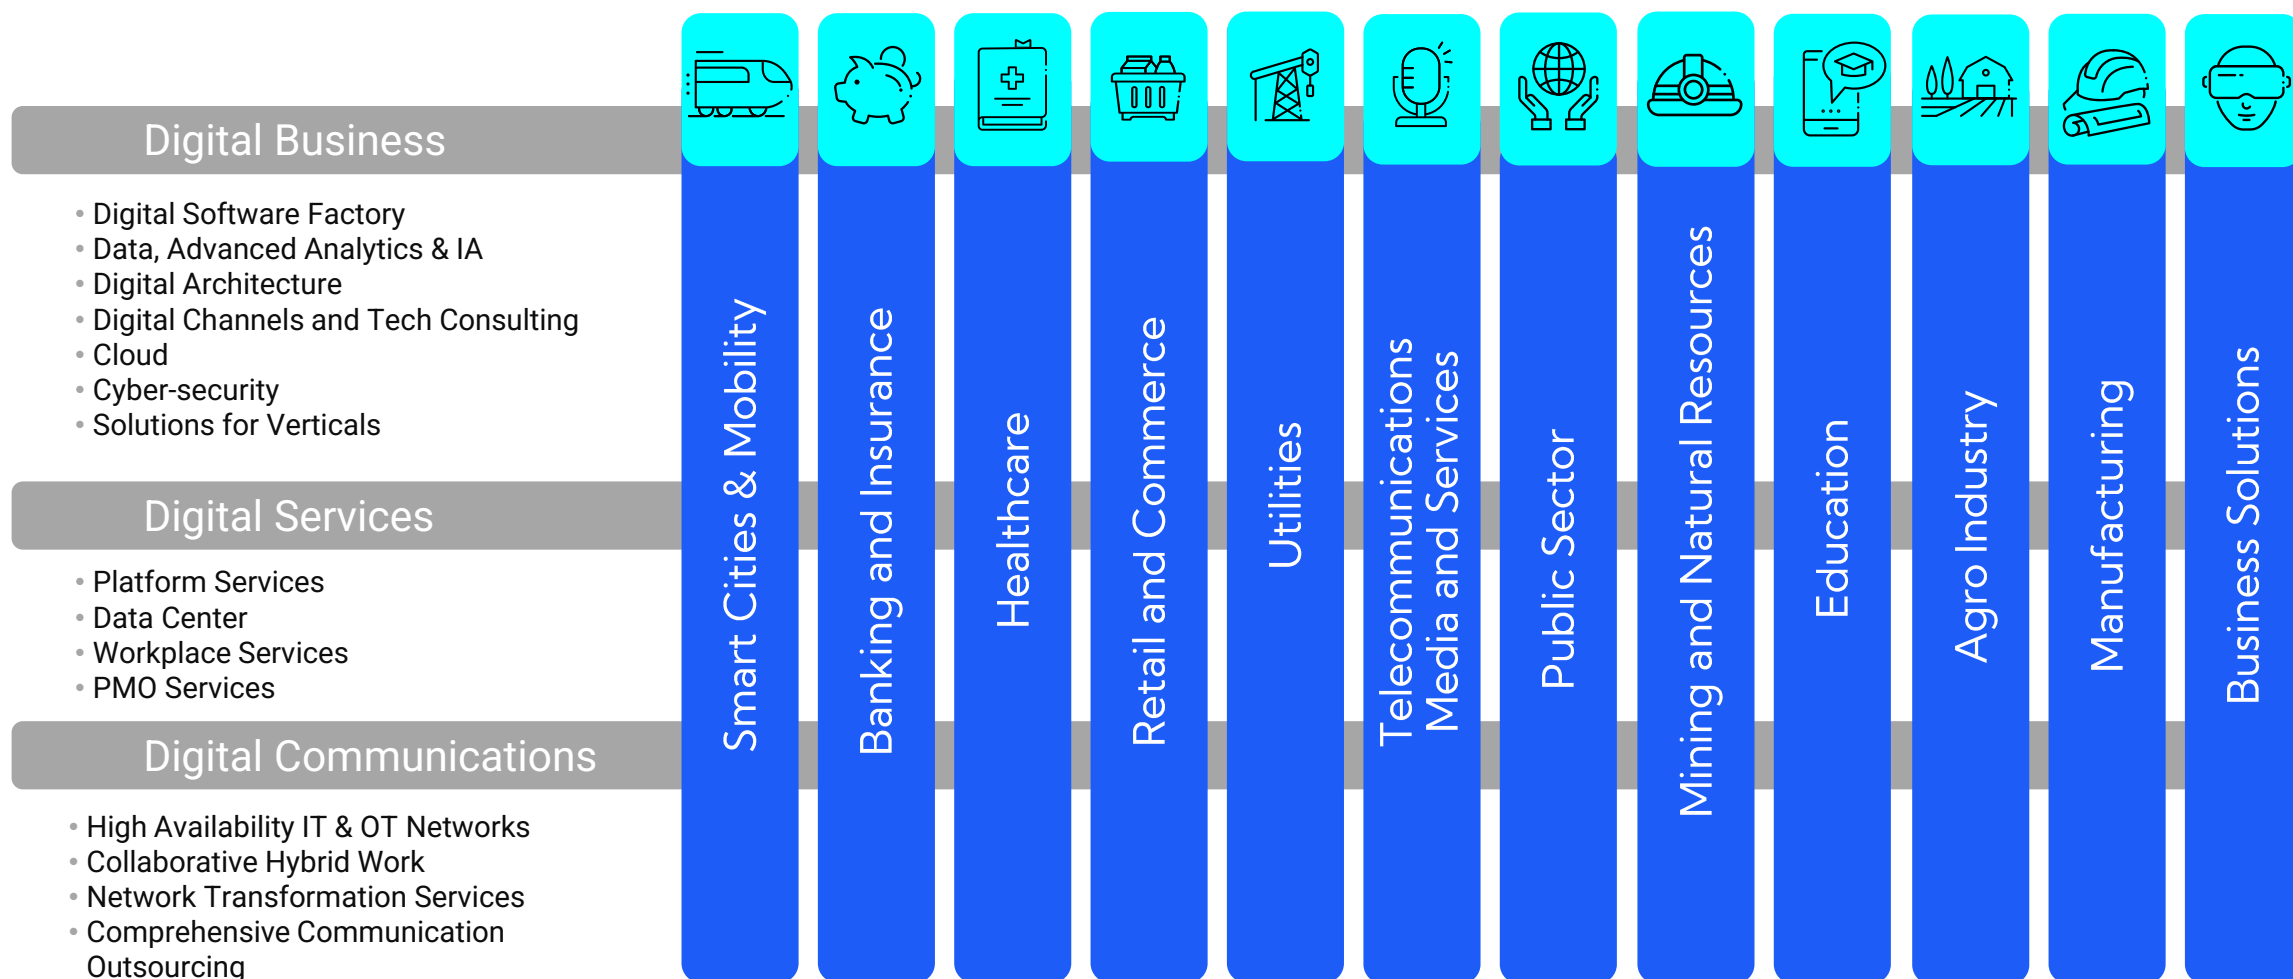 Digital Business
• Digital Software Factory
• Data, Advanced Analytics & IA
• Digital Architecture
• Digital Channels and Tech Consulting
• Cloud
• Cyber-security
• Solutions for Verticals
Digital Services
• Platform Services
• Data Center
• Workplace Services
• PMO Services
Digital Communications
• High Availability IT & OT Networks
• Collaborative Hybrid Work
• Network Transformation Services
• Comprehensive Communication
Outsourcing
Smart Cities & Mobility
Banking and Insurance
Healthcare
Retail and Commerce
Utilities
Telecommunications
Media and Services
Public Sector
Mining and Natural Resources
Education
Agro Industry
Manufacturing
Business Solutions